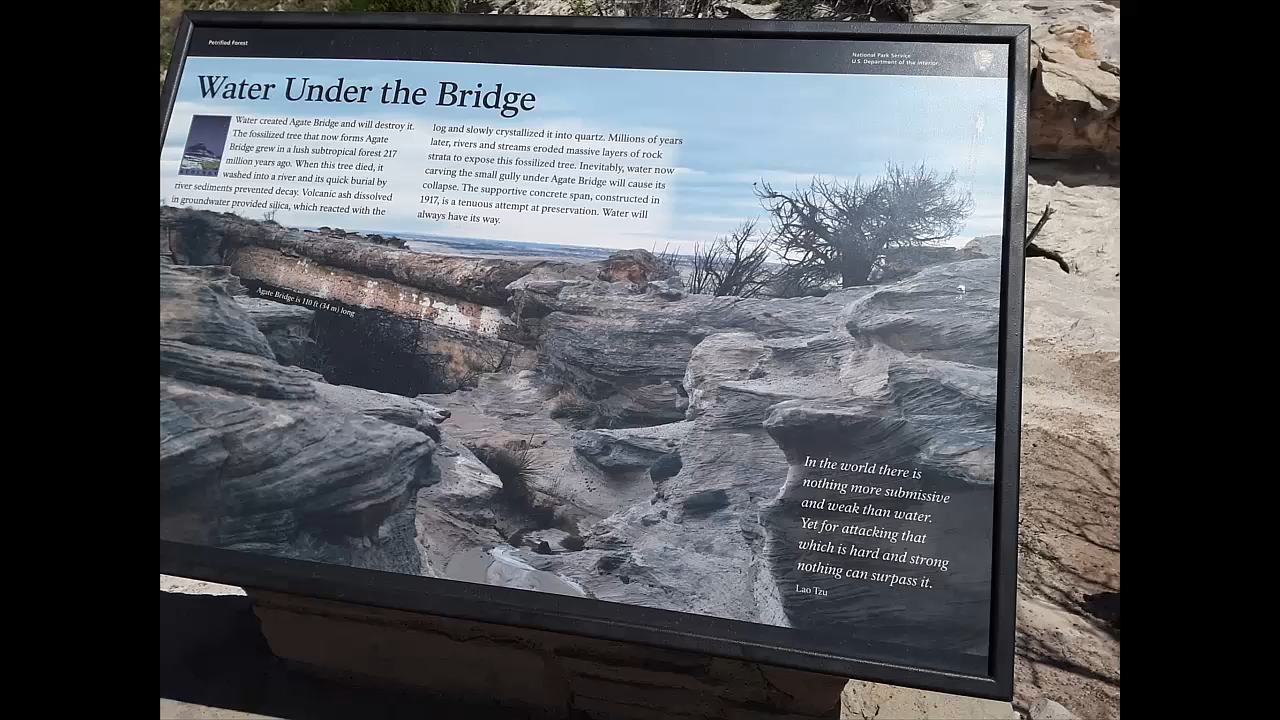 Petrified Forest
National Park Service
U.S. Department of the Interior
Water Under the Bridge
Water created Agate Bridge and will destroy it.
The fossilized tree that now forms Agate
Bridge grew in a lush subtropical forest 217
million years ago. When this tree died, it
washed into a river and its quick burial by
river sediments prevented decay. Volcanic ash dissolved
in groundwater provided silica, which reacted with the
log and slowly crystallized it into quartz. Millions of years
later, rivers and streams eroded massive layers of rock
strata to expose this fossilized tree. Inevitably, water now
carving the small gully under Agate Bridge will cause its
collapse. The supportive concrete span, constructed in
1917, is a tenuous attempt at preservation. Water will
always have its way.
Agate Bridge is 110 ft (34 m) long
In the world there is
nothing more submissive
and weak than water.
Yet for attacking that
which is hard and strong
nothing can surpass it.
Lao Tzu